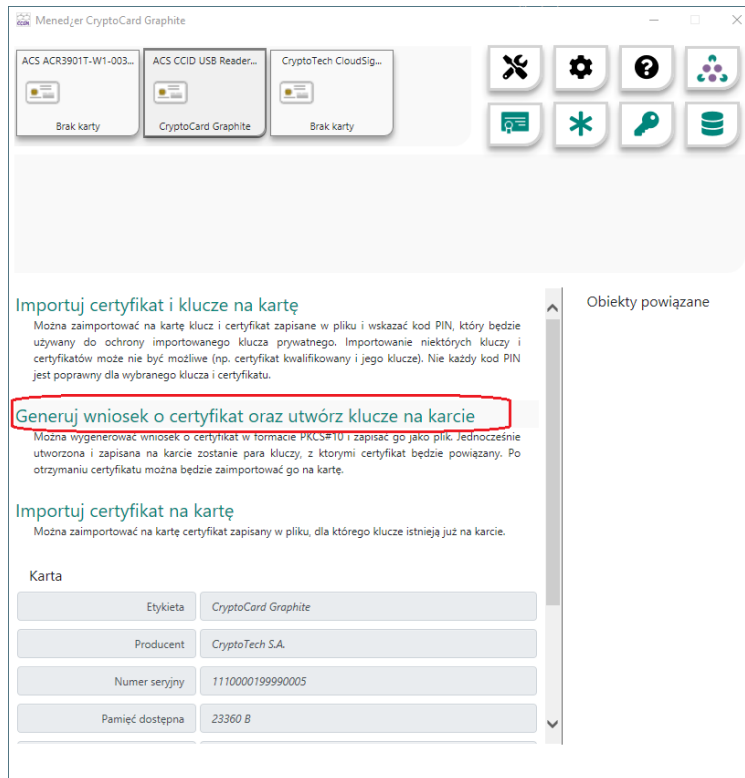 CCGM Menedżer CryptoCard Graphite
ACS ACR3901T-W1-003... ACS CCID USB Reader... CryptoTech CloudSig...
Brak karty CryptoCard Graphite Brak karty
Importuj certyfikat i klucze na kartę
Można zaimportować na kartę klucz i certyfikat zapisane w pliku i wskazać kod PIN, który będzie
używany do ochrony importowanego klucza prywatnego. Importowanie niektórych kluczy i
certyfikatów może nie być możliwe (np. certyfikat kwalifikowany i jego klucze). Nie każdy kod PIN
jest poprawny dla wybranego klucza i certyfikatu.
Generuj wniosek o certyfikat oraz utwórz klucze na karcie
Można wygenerować wniosek o certyfikat w formacie PKCS#10 i zapisać go jako plik. Jednocześnie
utworzona i zapisana na karcie zostanie para kluczy, z ktorymi certyfikat będzie powiązany. Po
otrzymaniu certyfikatu można będzie zaimportować go na kartę.
Importuj certyfikat na kartę
Można zaimportować na kartę certyfikat zapisany w pliku, dla którego klucze istnieją już na karcie.
Karta
Etykieta CryptoCard Graphite
Producent CryptoTech S.A.
Numer seryjny 1110000199990005
Pamięć dostępna 23360 B
Obiekty powiązane